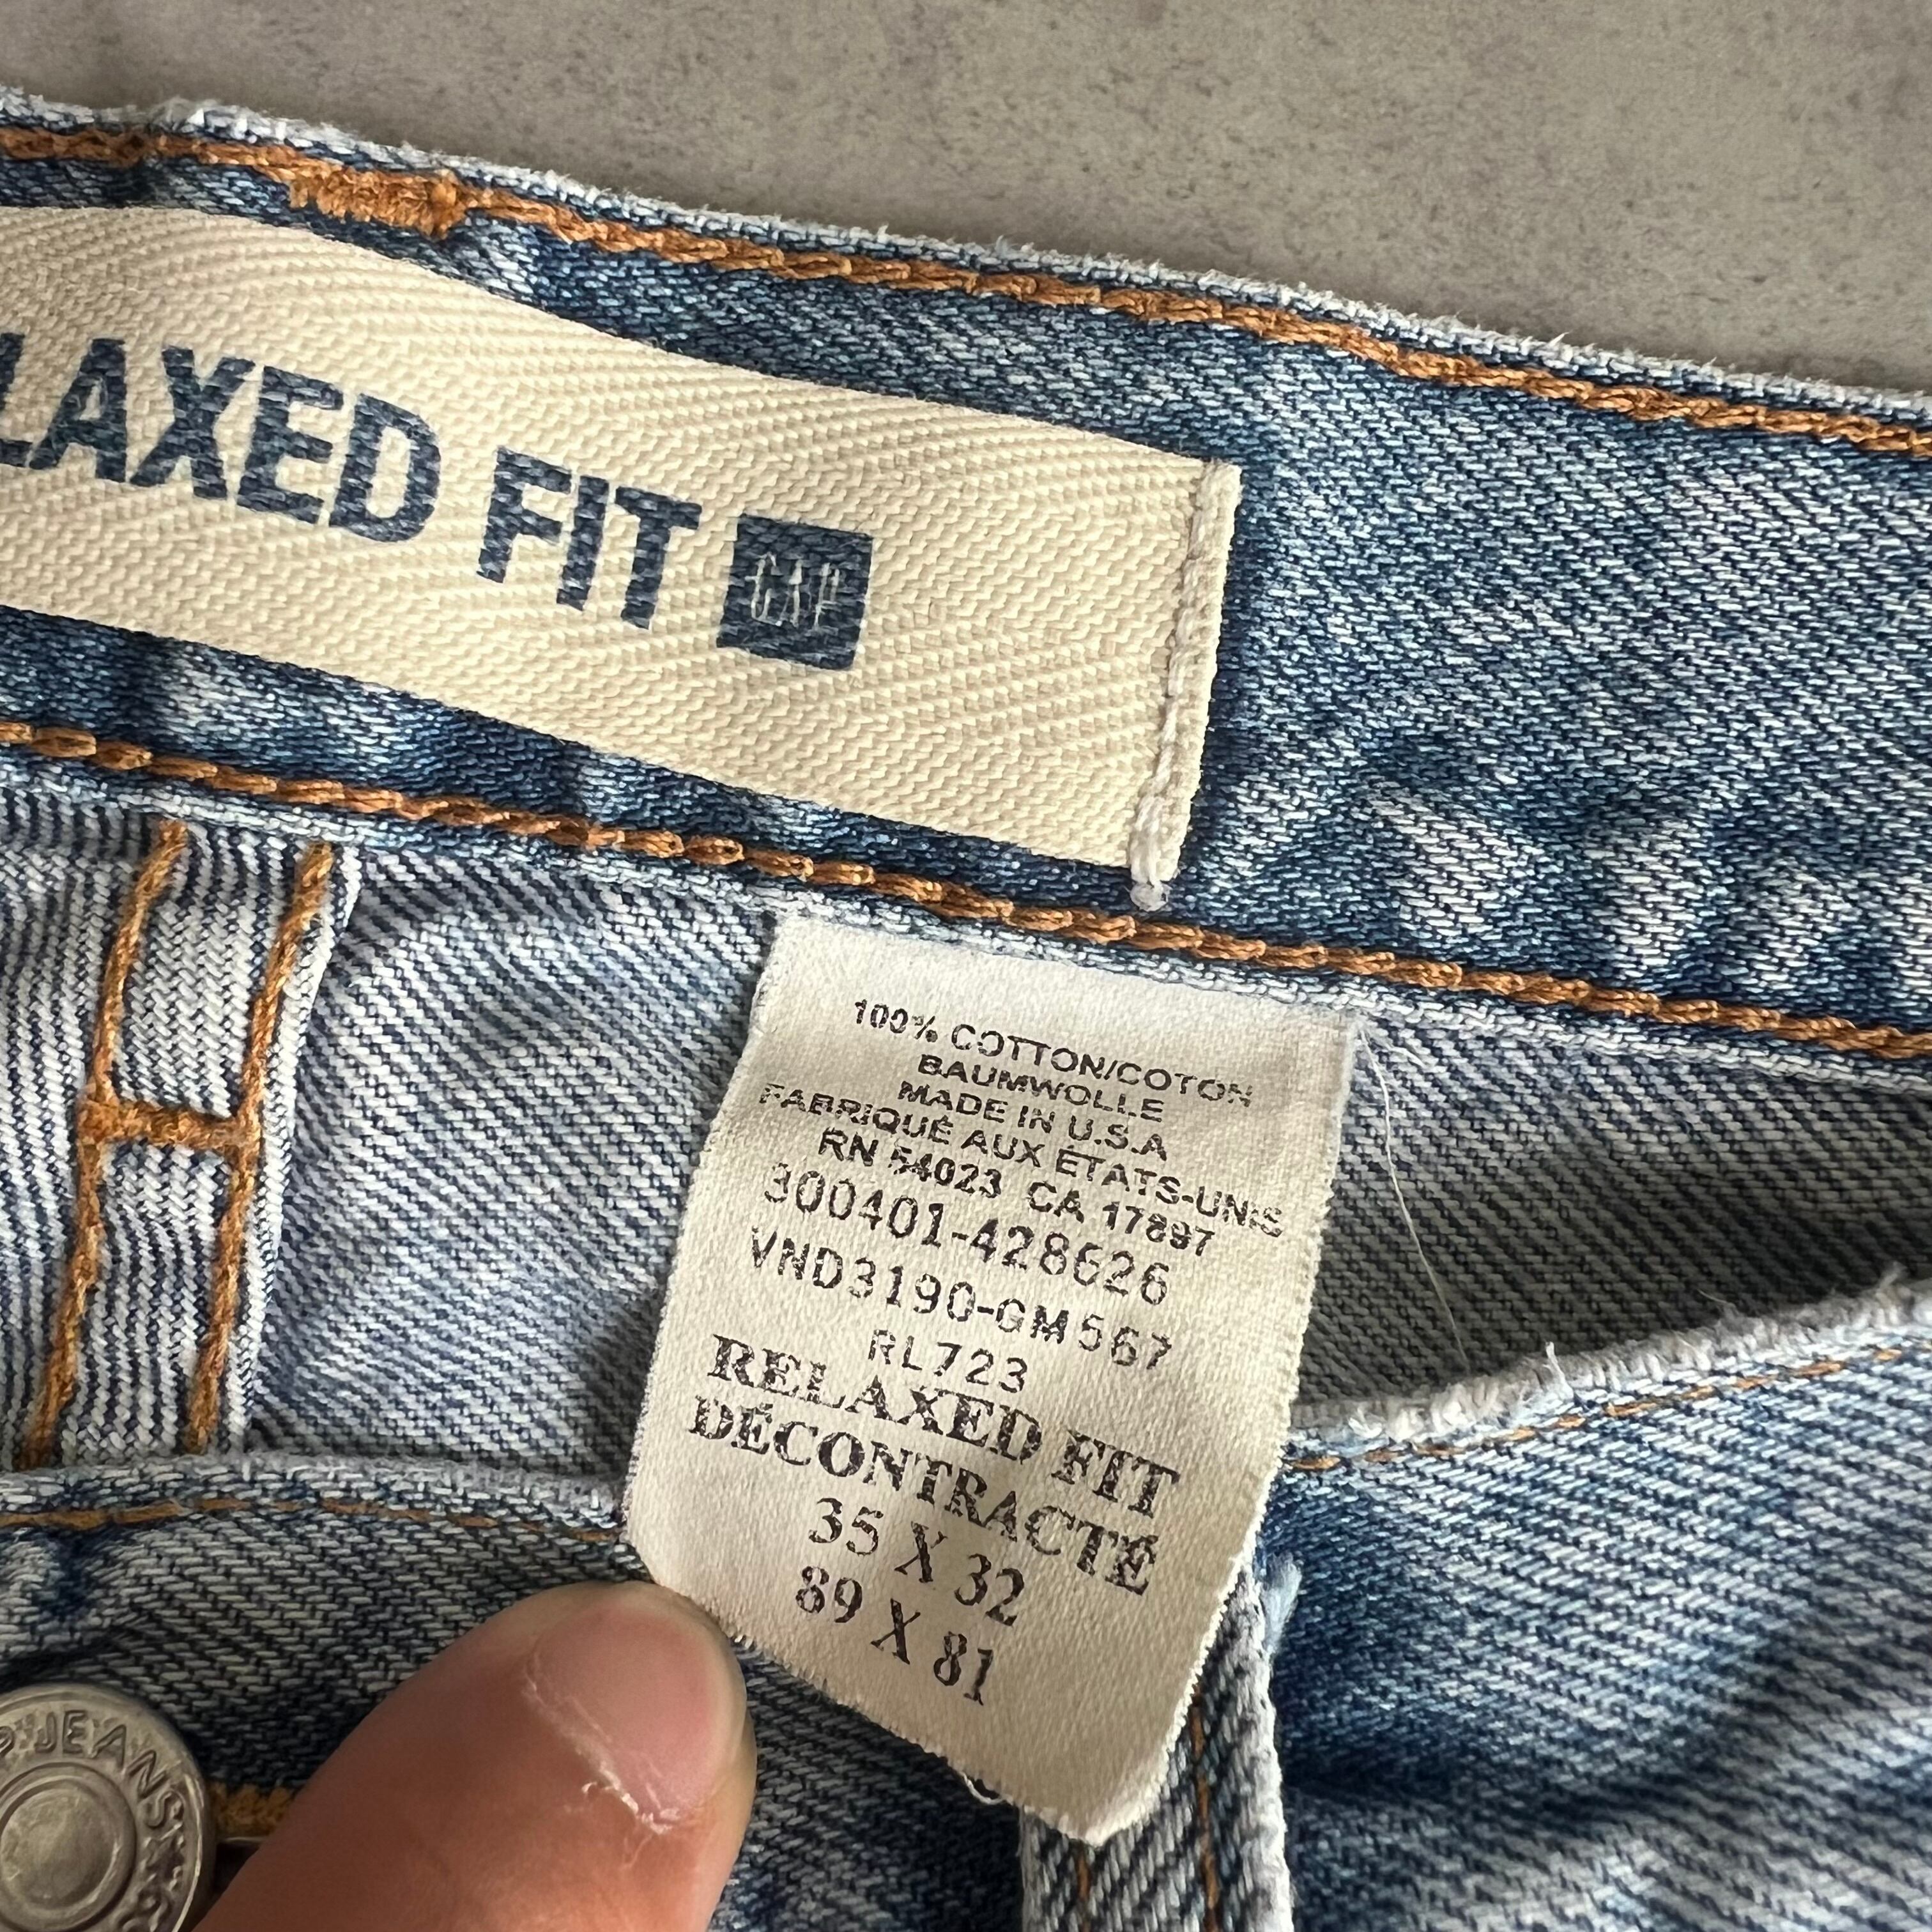 LAXED FIT GAP
100% COTTON/COTON
BAUMWOLLE
MADE IN U.S.A
FABRIQUÉ AUX ÉTATS-UNIS
RN 54023 CA 17897
300401-428626
VND3190-GM567
RL723
RELAXED FIT
DÉCONTRACTÉ
35 X 32
89 X 81
P JEANS